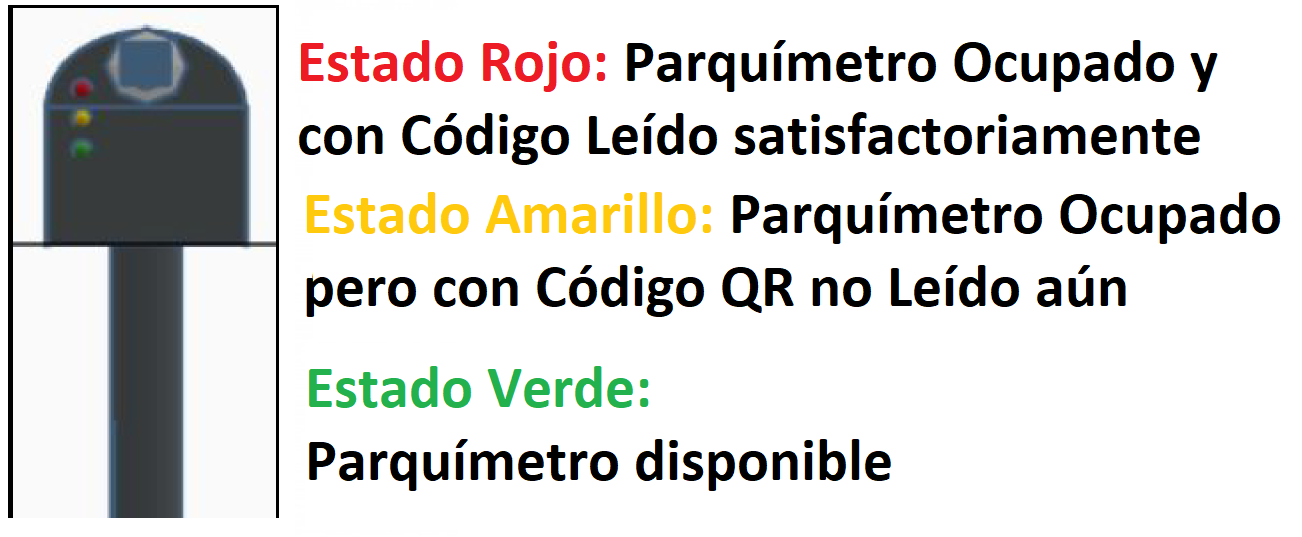 Estado Rojo: Parquímetro Ocupado y
con Código Leído satisfactoriamente
Estado Amarillo: Parquímetro Ocupado
pero con Código QR no Leído aún
Estado Verde:
Parquímetro disponible